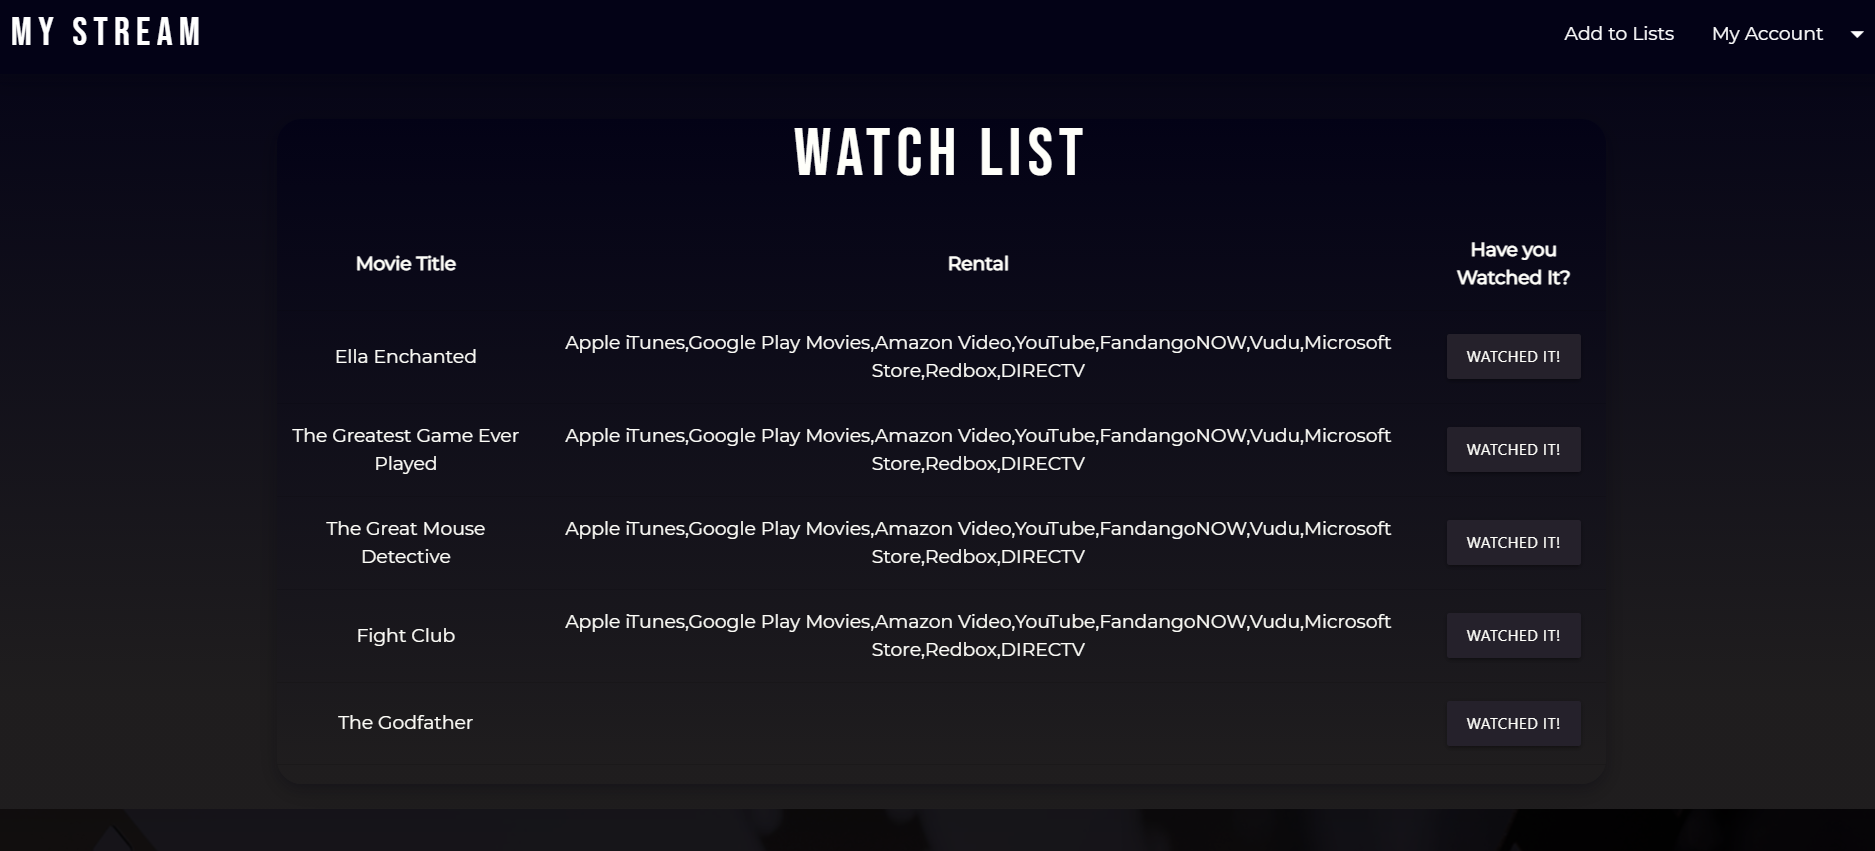 MY STREAM
Add to Lists
My Account
WATCH LIST
Movie Title
Rental
Have you
Watched It?
Ella Enchanted
Apple iTunes,Google Play Movies,Amazon Video,YouTube,FandangoNOW,Vudu,Microsoft
Store,Redbox,DIRECTV
WATCHED IT!
The Greatest Game Ever
Played
Apple iTunes,Google Play Movies,Amazon Video,YouTube,FandangoNOW,Vudu,Microsoft
Store,Redbox,DIRECTV
WATCHED IT!
The Great Mouse
Detective
Apple iTunes,Google Play Movies,Amazon Video,YouTube,FandangoNOW,Vudu,Microsoft
Store,Redbox,DIRECTV
WATCHED IT!
Fight Club
Apple iTunes,Google Play Movies,Amazon Video,YouTube,FandangoNOW,Vudu,Microsoft
Store,Redbox,DIRECTV
WATCHED IT!
The Godfather
WATCHED IT!